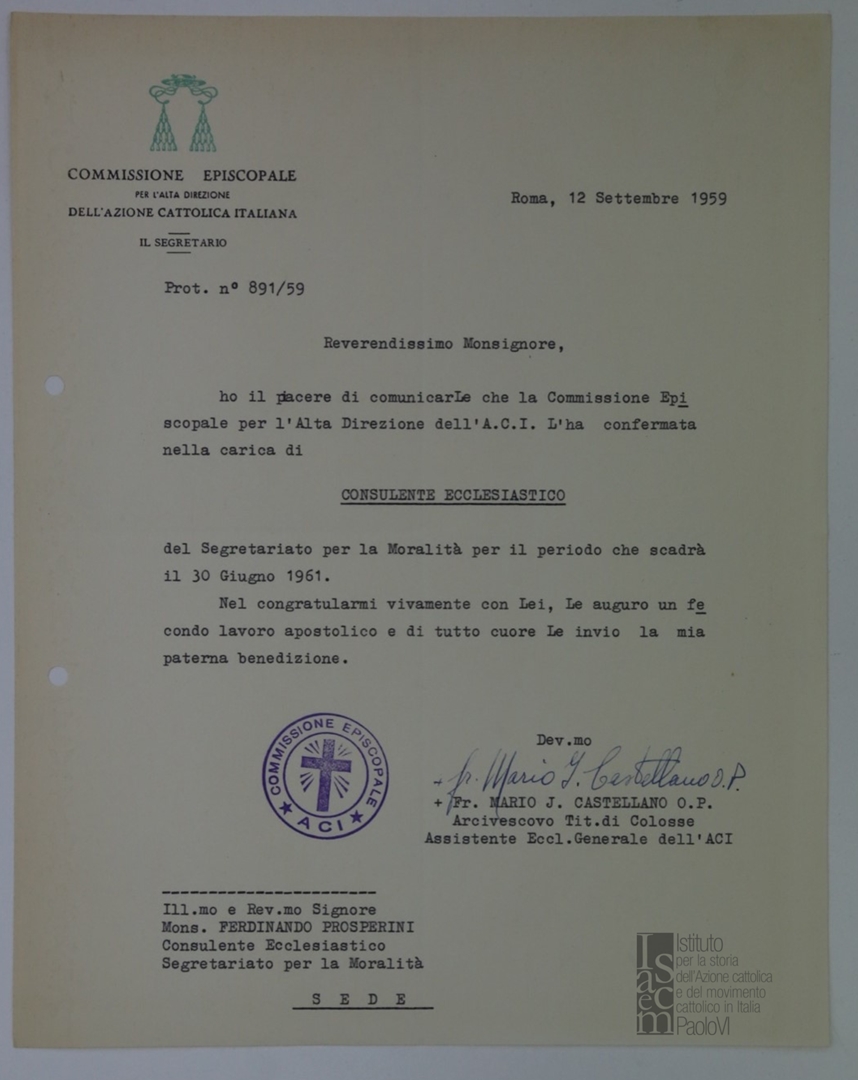 COMMISSIONE EPISCOPALE
PER L'ALTA DIREZIONE
DELL'AZIONE CATTOLICA ITALIANA
IL SEGRETARIO
Roma, 12 Settembre 1959
Prot. n° 891/59
Reverendissimo Monsignore,
ho il piacere di comunicarLe che la Commissione Epi
scopale per l'Alta Direzione dell'A.C.I. L'ha confermata
nella carica di
CONSULENTE ECCLESIASTICO
del Segretariato per la Moralità per il periodo che scadrà
il 30 Giugno 1961.
Nel congratularmi vivamente con Lei, Le auguro un fe
condo lavoro apostolico e di tutto cuore Le invio la mia
paterna benedizione.
COMMISSIONE EPISCOPALE
★ ACI ★
Dev.mo
+ fr. Mario J. Castellano O.P.
+ Fr. MARIO J. CASTELLANO O.P.
Arcivescovo Tit.di Colosse
Assistente Eccl.Generale dell'ACI
Ill.mo e Rev.mo Signore
Mons. FERDINANDO PROSPERINI
Consulente Ecclesiastico
Segretariato per la Moralità
S E D E
Isacem
Istituto
per la storia
dell'Azione cattolica
e del movimento
cattolico in Italia
PaoloVI